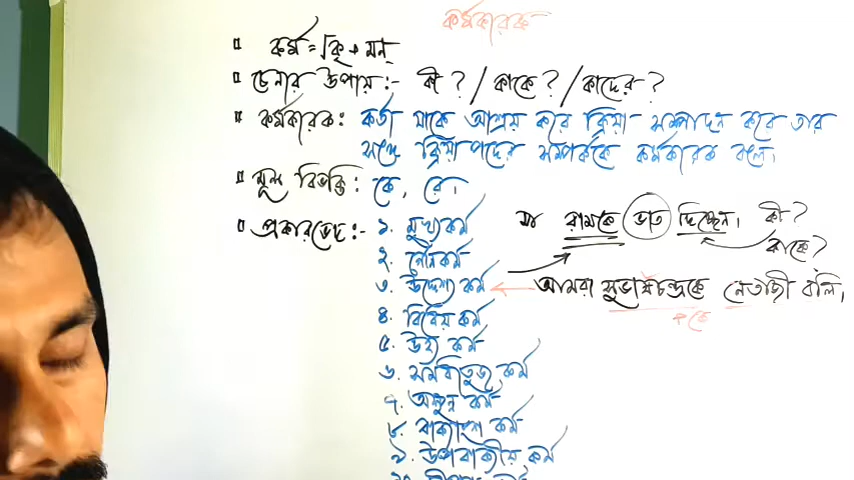 কর্মকারক
কর্ম = √কৃ + মন্
চেনার উপায় :- কী ? / কাকে ? / কাদের ?
কর্মকারক : কর্তা যাকে আশ্রয় করে ক্রিয়া সম্পাদন করে তার
সঙ্গে ক্রিয়াপদের সম্পর্ককে কর্মকারক বলে।
মূল বিভক্তি : কে, রে।
প্রকারভেদ :-
১. মুখ্যকর্ম
২. গৌনকর্ম
৩. উদ্দেশ্য কর্ম
৪. বিধেয় কর্ম
৫. উহ্য কর্ম
৬. সমধাতুজ কর্ম
৭. অক্ষুন্ন কর্ম
৮. বাক্যাংশ কর্ম
৯. উপবাক্যীয় কর্ম
মা রামকে ভাত দিচ্ছেন। কী ?
কাকে ?
আমরা সুভাষচন্দ্রকে নেতাজী বলি।